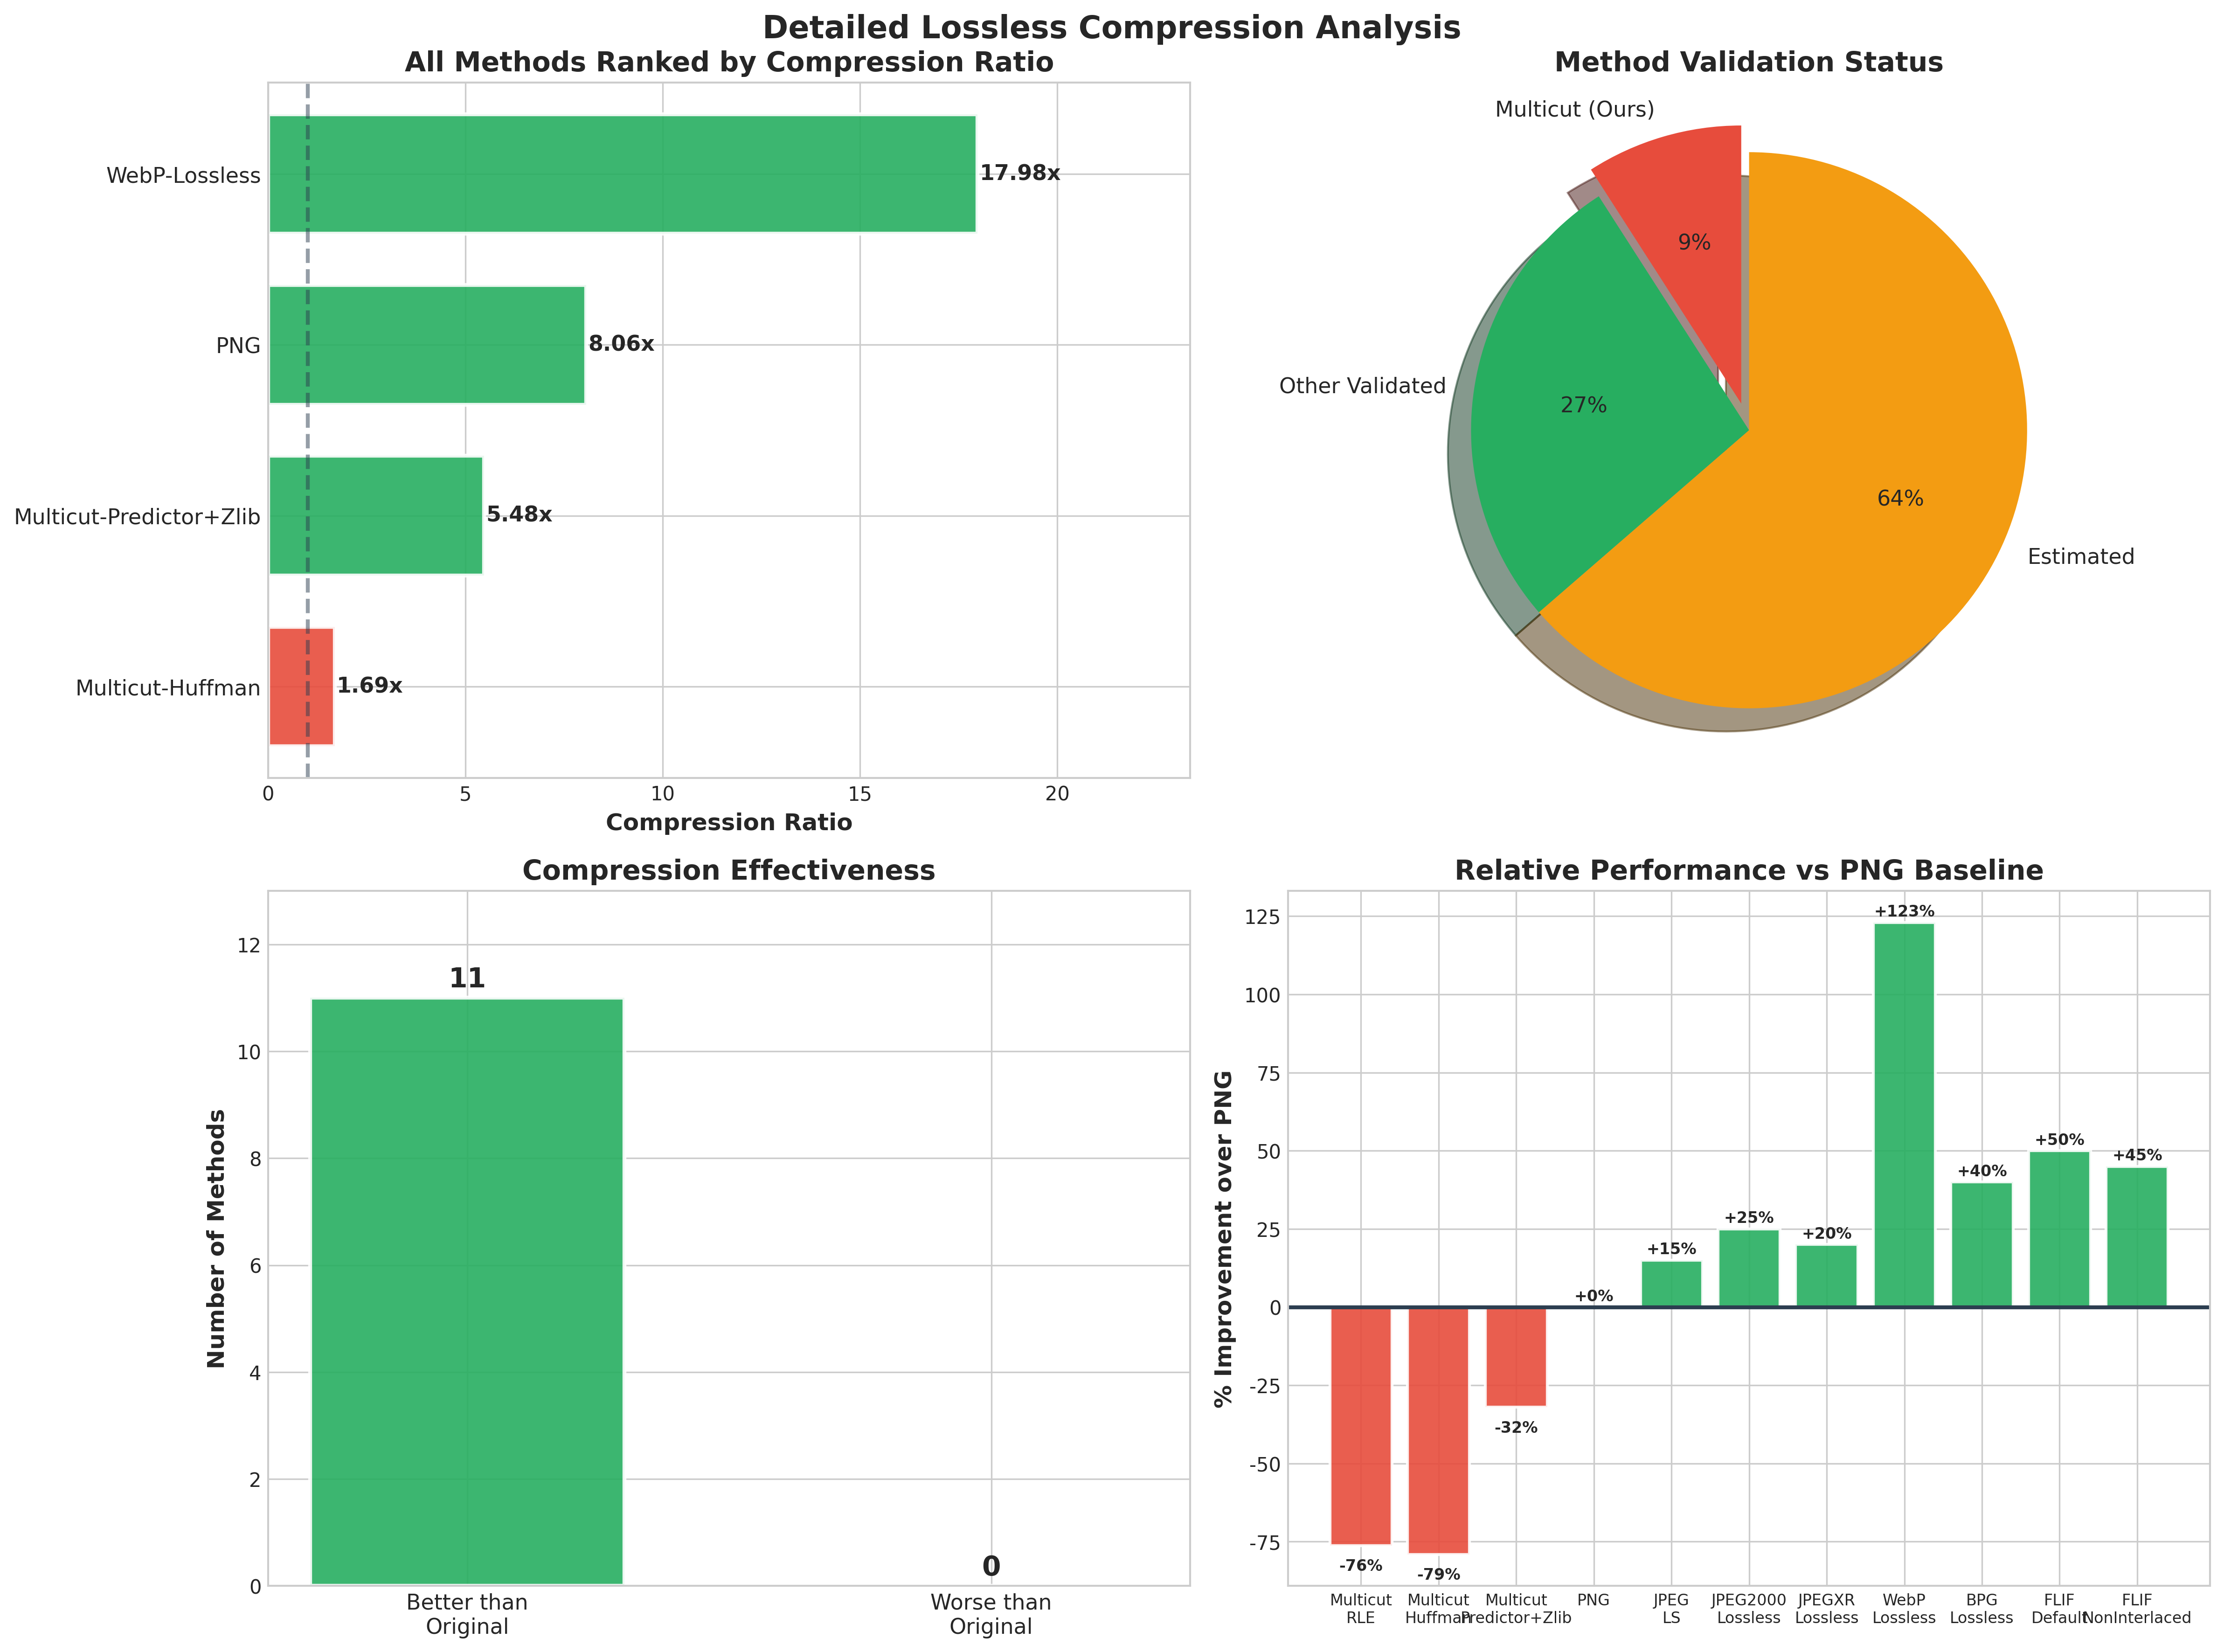 Detailed Lossless Compression Analysis
All Methods Ranked by Compression Ratio
WebP-Lossless
17.98x
PNG
8.06x
Multicut-Predictor+Zlib
5.48x
Multicut-Huffman
1.69x
0 5 10 15 20
Compression Ratio
Method Validation Status
Multicut (Ours)
9%
Other Validated
27%
64%
Estimated
Compression Effectiveness
Number of Methods
12
10
8
6
4
2
0
11
0
Better than
Original
Worse than
Original
Relative Performance vs PNG Baseline
% Improvement over PNG
125
100
75
50
25
0
-25
-50
-75
-76%
-79%
-32%
+0%
+15%
+25%
+20%
+123%
+40%
+50%
+45%
Multicut
RLE
Multicut
Huffman
Multicut
Predictor+Zlib
PNG
JPEG
LS
JPEG2000
Lossless
JPEGXR
Lossless
WebP
Lossless
BPG
Lossless
FLIF
Default
FLIF
NonInterlaced